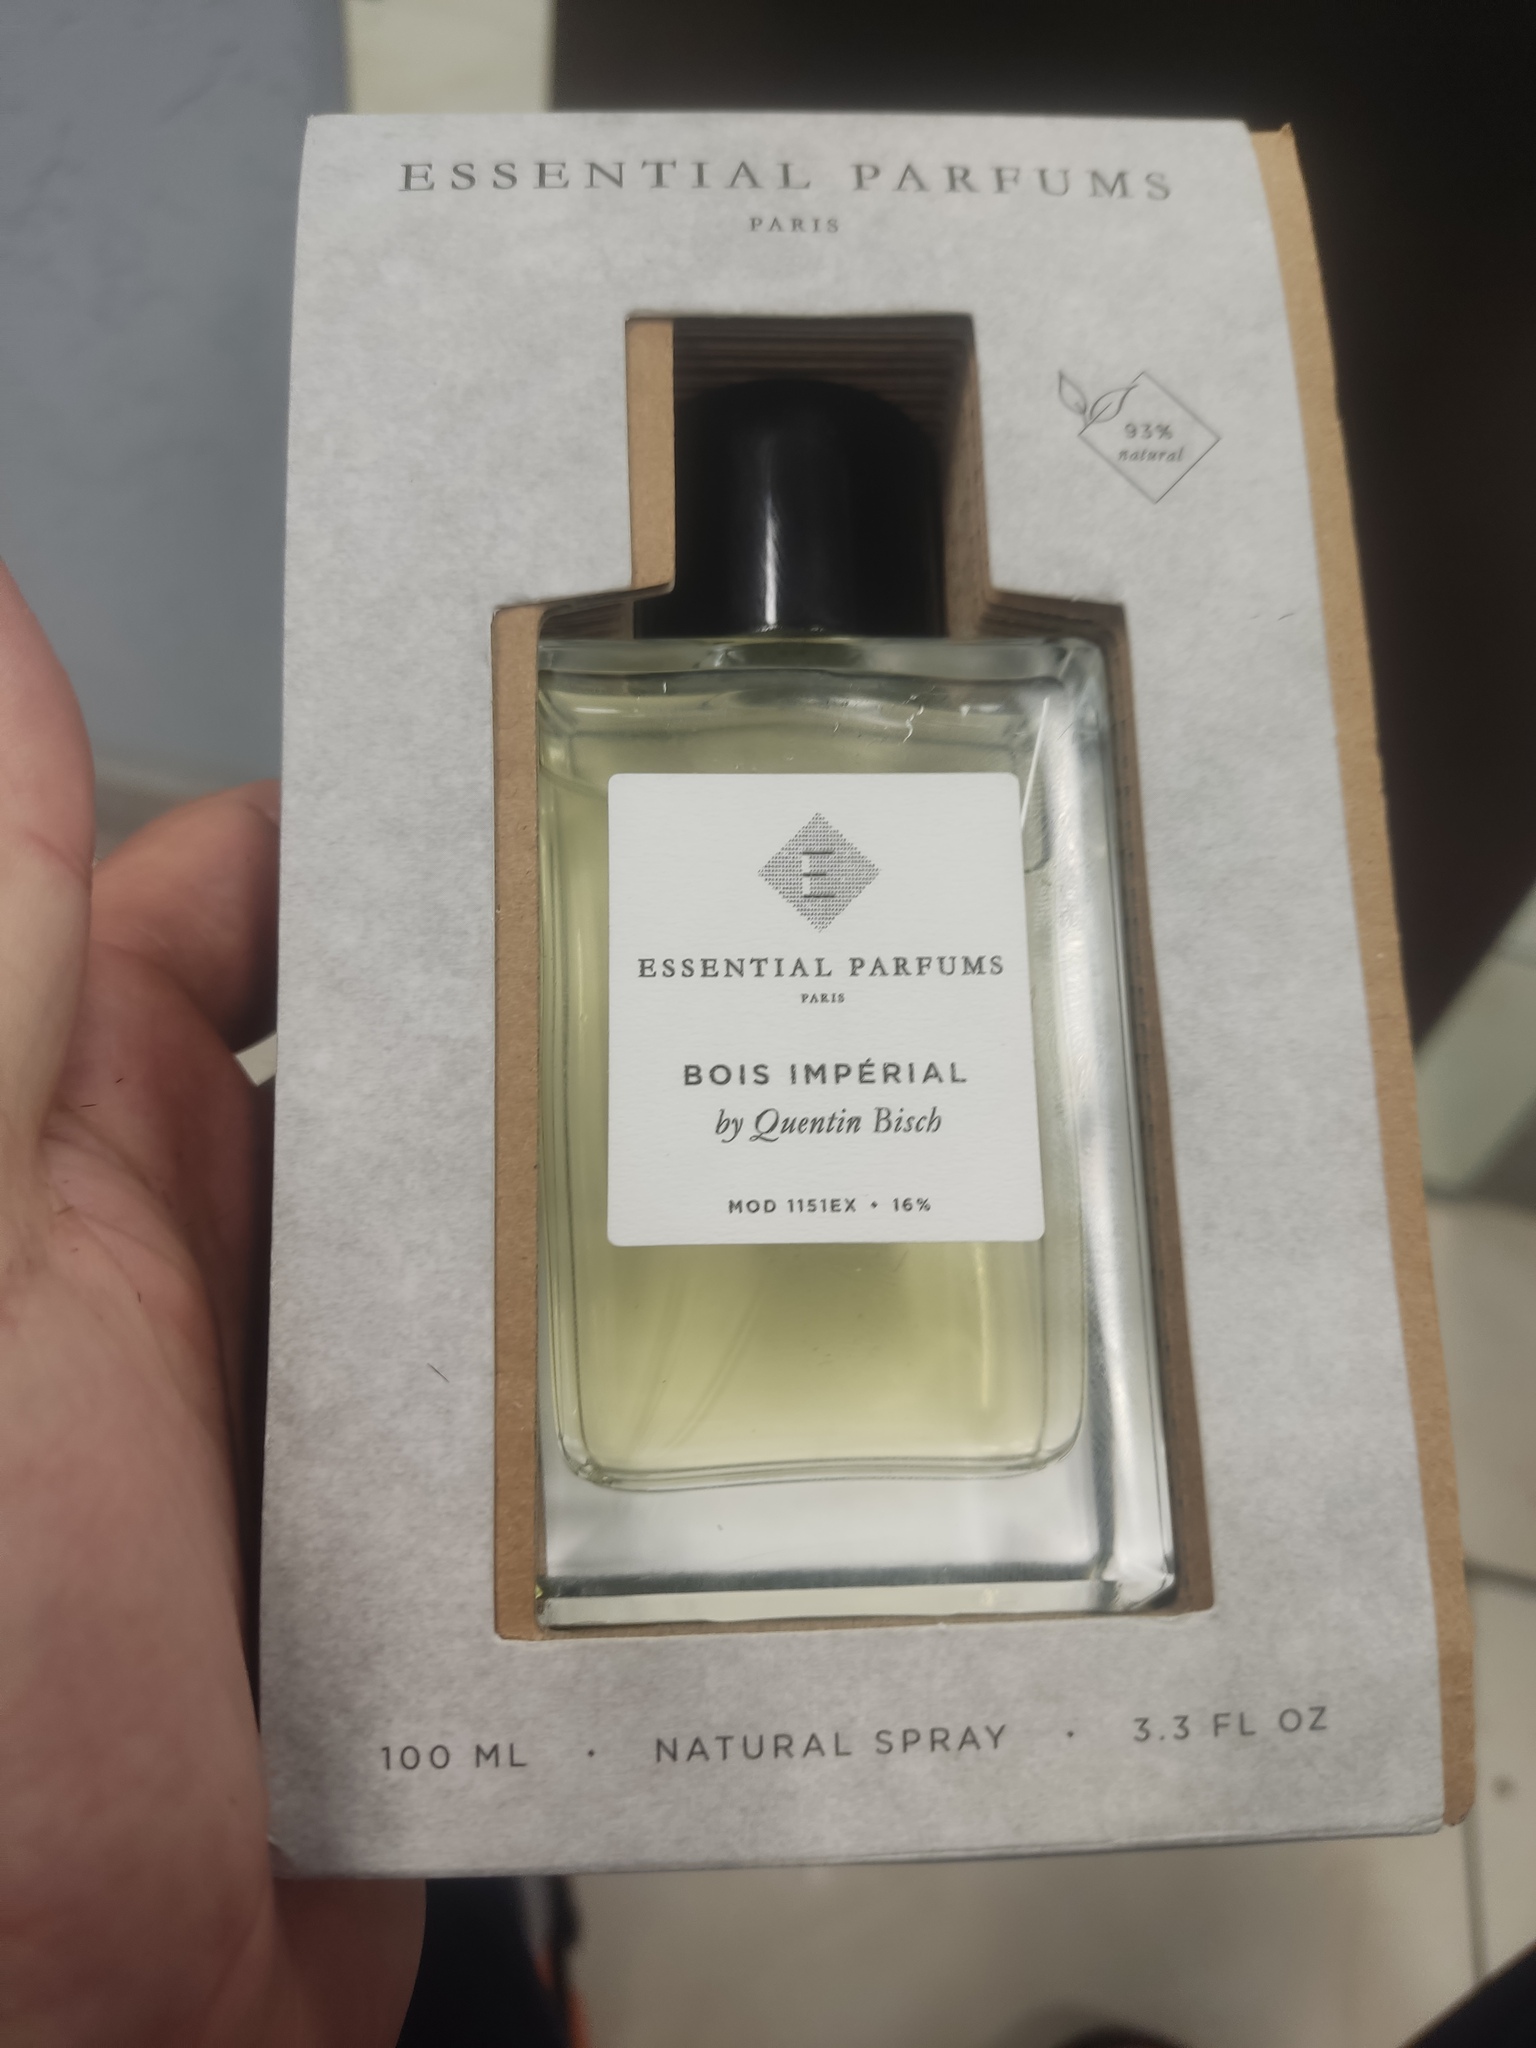 ESSENTIAL PARFUMS
PARIS
93%
natural
E
ESSENTIAL PARFUMS
PARIS
BOIS IMPÉRIAL
by Quentin Bisch
MOD 1151EX • 16%
100 ML • NATURAL SPRAY • 3.3 FL OZ